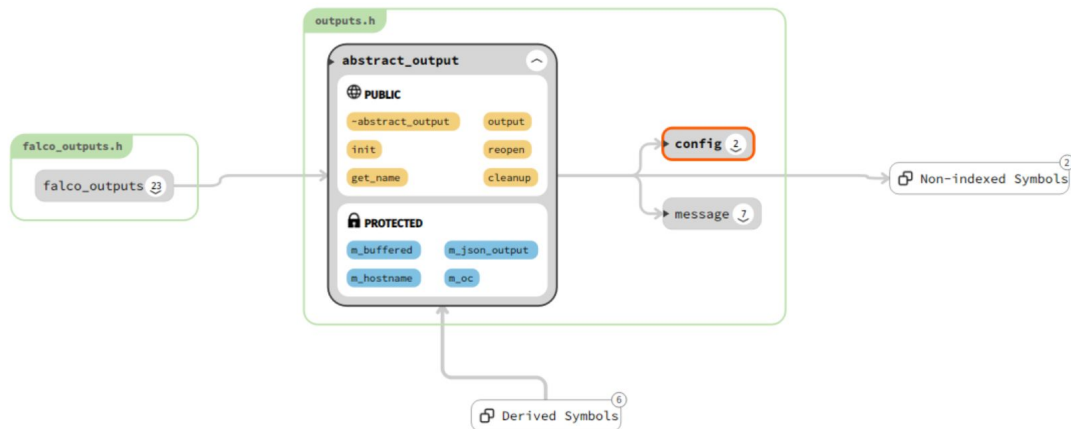 outputs.h
abstract_output
PUBLIC
~abstract_output output
init reopen
get_name cleanup
PROTECTED
m_buffered m_json_output
m_hostname m_oc
falco_outputs.h
falco_outputs 23
config 2
message 7
2
Non-indexed Symbols
6
Derived Symbols